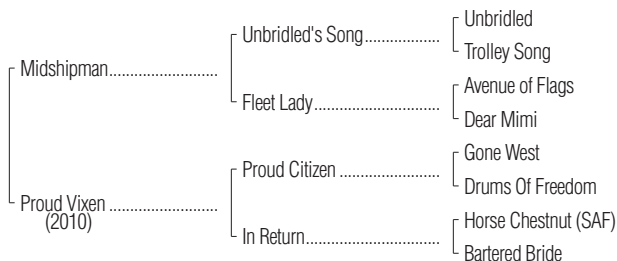 Unbridled
Unbridled's Song..................
Trolley Song
Midshipman.........................
Avenue of Flags
Fleet Lady..............................
Dear Mimi
Gone West
Proud Citizen ........................
Drums Of Freedom
Proud Vixen .........................
(2010)
Horse Chestnut (SAF)
In Return................................
Bartered Bride